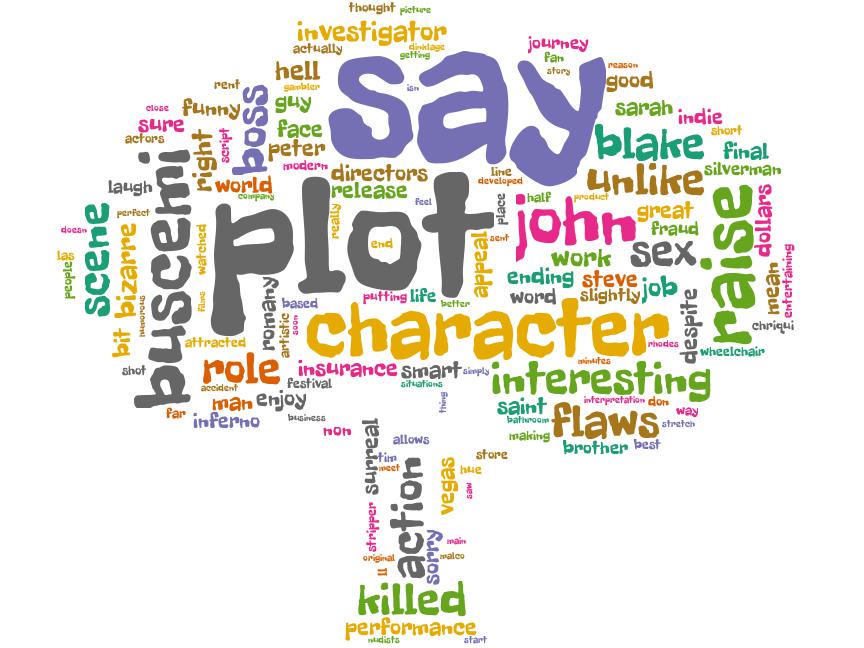 thought picture
investigator
actually dinklage
getting
journey
fan
story
reason
hell
gambler
isn
say
good
rent
boss
guy
close
funny
sure
actors
script
right
face
peter
modern
sarah
indie
blake
short
final
silverman
laugh
world
company
directors
release
feel
line
developed
unlike
plot
place
half
product
john
great
fraud
dollars
doesn
perfect
scene
buscemi
watched
really
end
appeal
sent
work
sex
raise
las
people
bizarre
films
humorous
romany
based
putting life
better
ending
steve
word
slightly
job
despite
mean
entertaining
chriqui
bit
attracted
artistic
soon
character
rhodes
wheelchair
shot
role
accident
insurance
smart
simply
minutes
interesting
festival
situations
man
enjoy
far
inferno
business
thing
saint
bathroom
interpretation
don
way
flaws
stretch
non
making
brother
best
surreal
allows
tim
meet
store
action
vegas
hue
saw
stripper
original
ll
sorry
main
malco
killed
performance
nudists
start